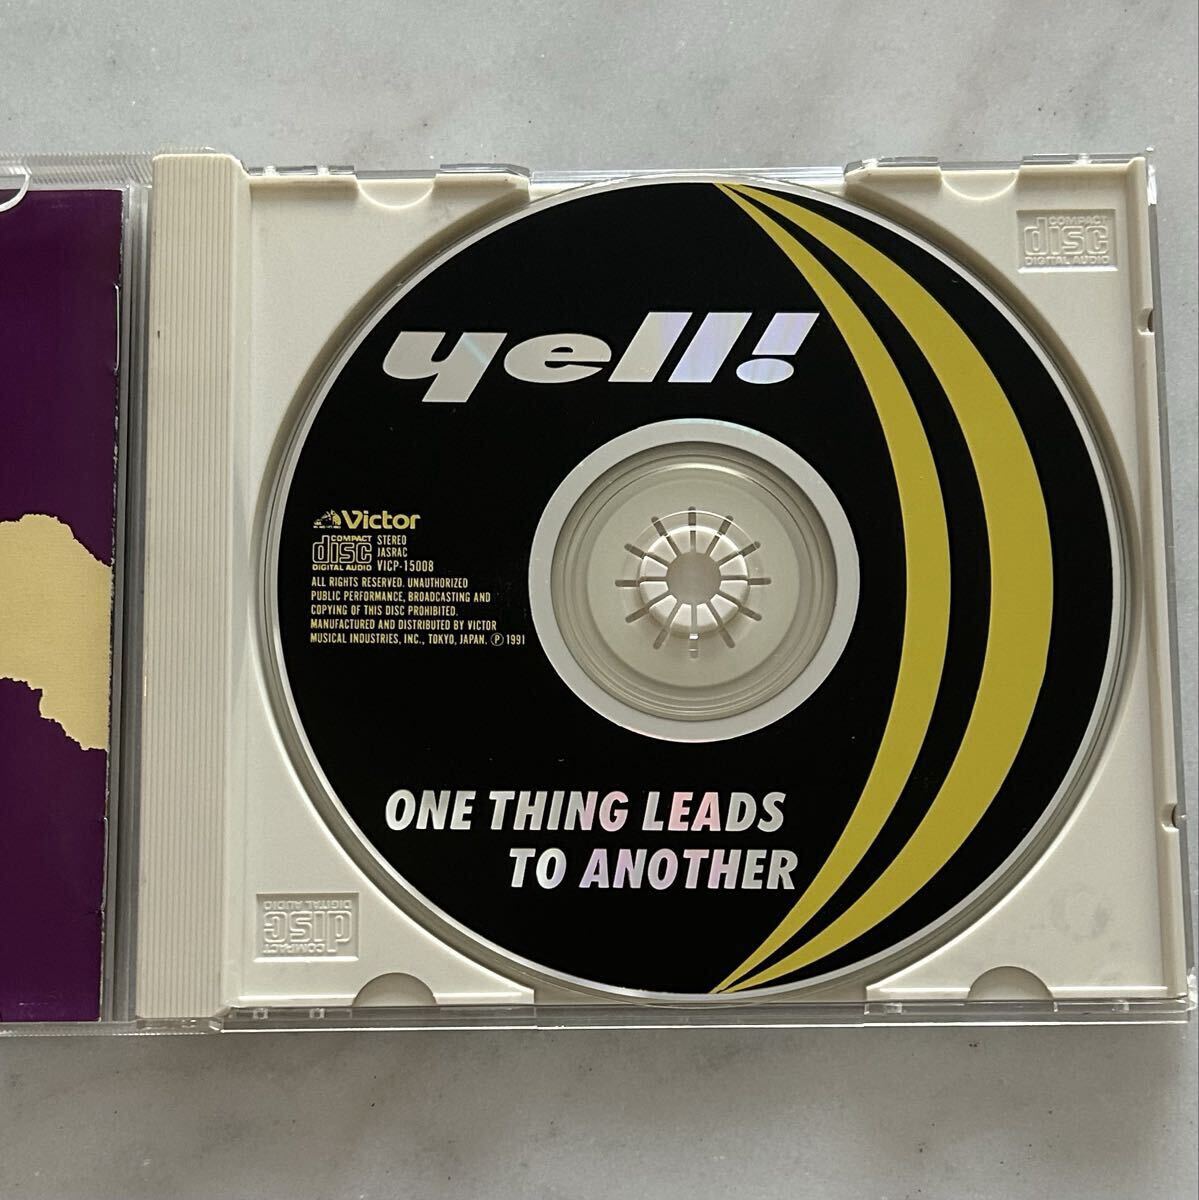 COMPACT
disc
DIGITAL AUDIO
yell!
Victor
COMPACT
disc
DIGITAL AUDIO
STEREO
JASRAC
VICP-15008
ALL RIGHTS RESERVED. UNAUTHORIZED
PUBLIC PERFORMANCE, BROADCASTING AND
COPYING OF THIS DISC PROHIBITED.
MANUFACTURED AND DISTRIBUTED BY VICTOR
MUSICAL INDUSTRIES, INC., TOKYO, JAPAN. Ⓟ 1991
ONE THING LEADS
TO ANOTHER
COMPACT
disc
DIGITAL AUDIO